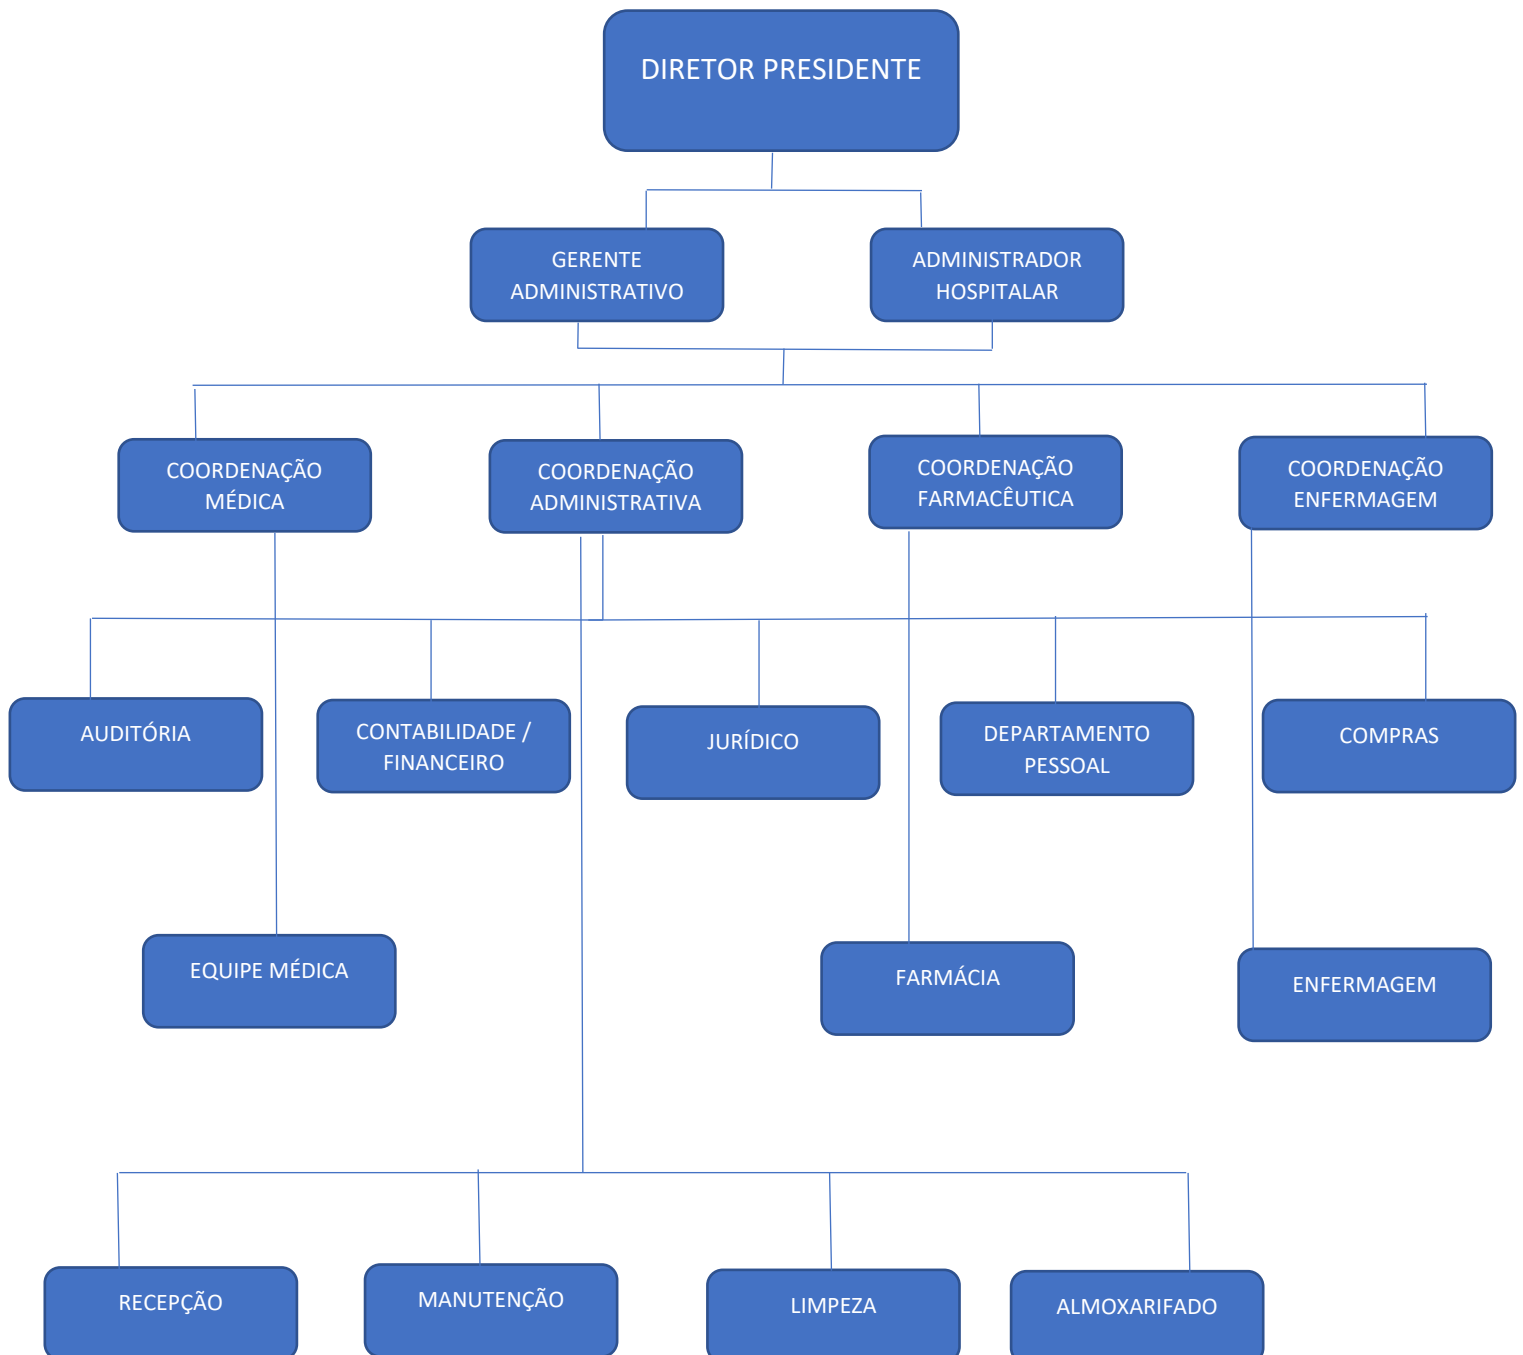 DIRETOR PRESIDENTE
GERENTE
ADMINISTRATIVO
ADMINISTRADOR
HOSPITALAR
COORDENAÇÃO
MÉDICA
COORDENAÇÃO
ADMINISTRATIVA
COORDENAÇÃO
FARMACÊUTICA
COORDENAÇÃO
ENFERMAGEM
AUDITÓRIA
CONTABILIDADE /
FINANCEIRO
JURÍDICO
DEPARTAMENTO
PESSOAL
COMPRAS
EQUIPE MÉDICA
FARMÁCIA
ENFERMAGEM
RECEPÇÃO
MANUTENÇÃO
LIMPEZA
ALMOXARIFADO